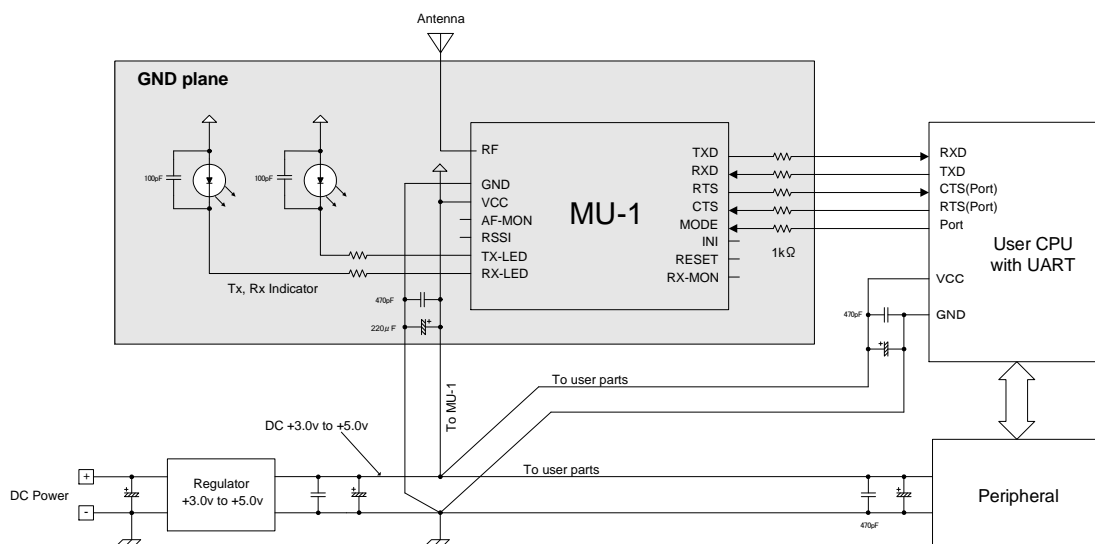 Antenna
GND plane
100pF
100pF
RF
GND
VCC
AF-MON
RSSI
TX-LED
RX-LED
MU-1
TXD
RXD
RTS
CTS
MODE
INI
RESET
RX-MON
1kΩ
RXD
TXD
CTS(Port)
RTS(Port)
Port
VCC
GND
User CPU
with UART
Tx, Rx Indicator
470pF
220μF
+
470pF
+
To user parts
To MU-1
DC +3.0v to +5.0v
To user parts
DC Power
+
-
+
Regulator
+3.0v to +5.0v
+
470pF
+
Peripheral